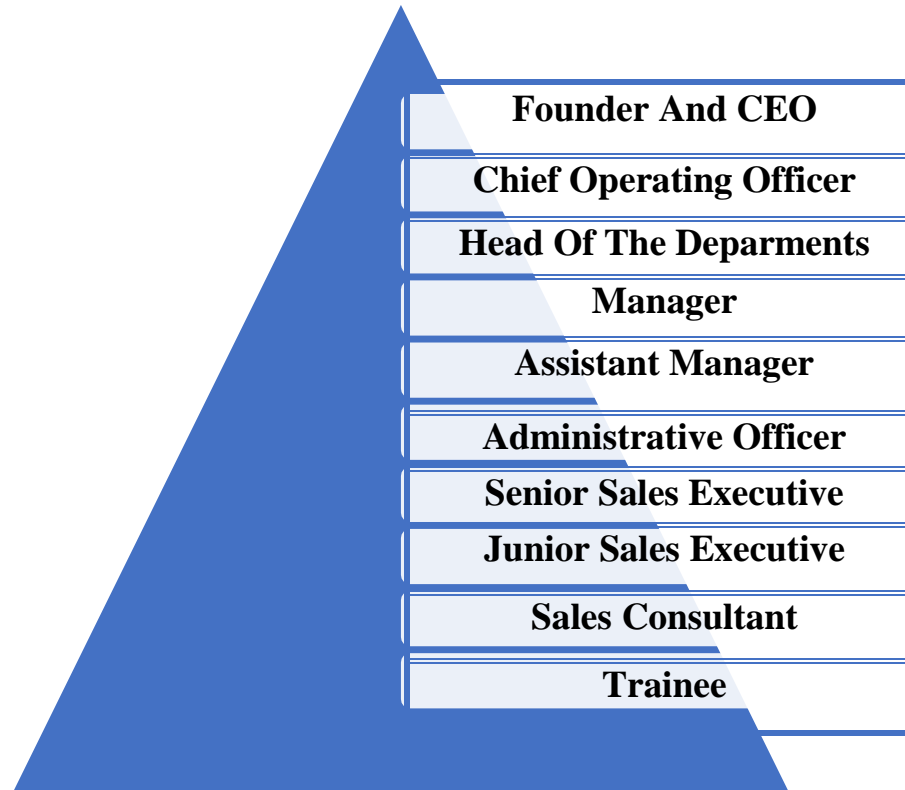 Founder And CEO
Chief Operating Officer
Head Of The Deparments
Manager
Assistant Manager
Administrative Officer
Senior Sales Executive
Junior Sales Executive
Sales Consultant
Trainee